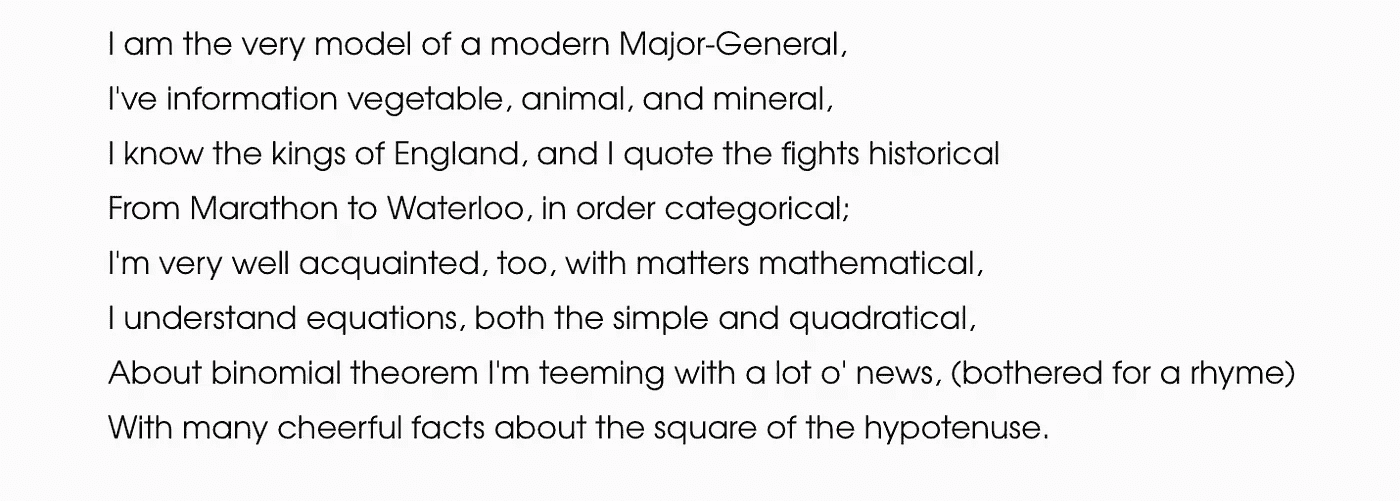 I am the very model of a modern Major-General,
I've information vegetable, animal, and mineral,
I know the kings of England, and I quote the fights historical
From Marathon to Waterloo, in order categorical;
I'm very well acquainted, too, with matters mathematical,
I understand equations, both the simple and quadratical,
About binomial theorem I'm teeming with a lot o' news, (bothered for a rhyme)
With many cheerful facts about the square of the hypotenuse.